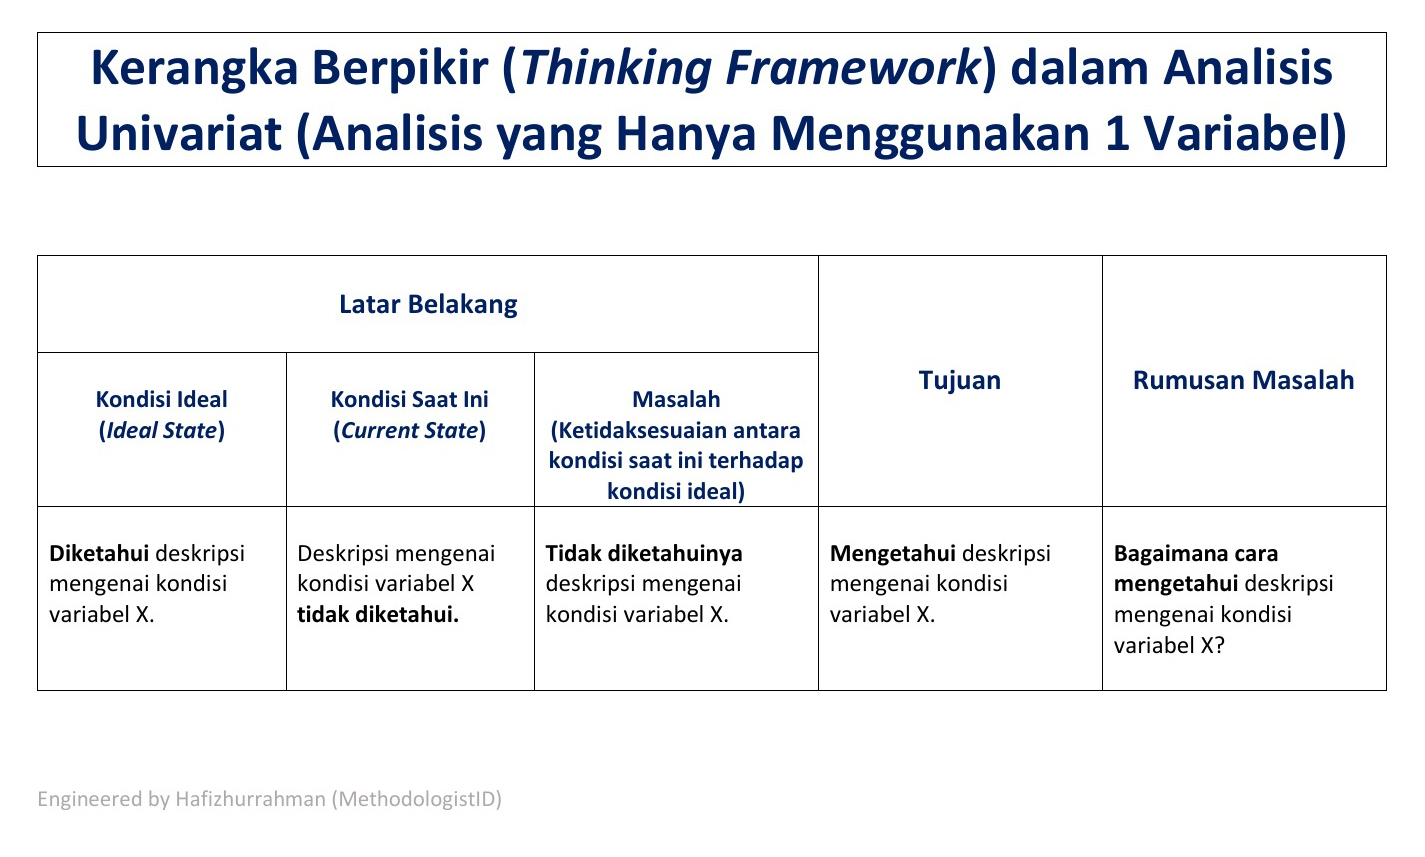 Kerangka Berpikir (Thinking Framework) dalam Analisis
Univariat (Analisis yang Hanya Menggunakan 1 Variabel)
Latar Belakang
Tujuan
Rumusan Masalah
Kondisi Ideal
(Ideal State)
Kondisi Saat Ini
(Current State)
Masalah
(Ketidaksesuaian antara
kondisi saat ini terhadap
kondisi ideal)
Diketahui deskripsi
mengenai kondisi
variabel X.
Deskripsi mengenai
kondisi variabel X
tidak diketahui.
Tidak diketahuinya
deskripsi mengenai
kondisi variabel X.
Mengetahui deskripsi
mengenai kondisi
variabel X.
Bagaimana cara
mengetahui deskripsi
mengenai kondisi
variabel X?
Engineered by Hafizhurrahman (MethodologistID)